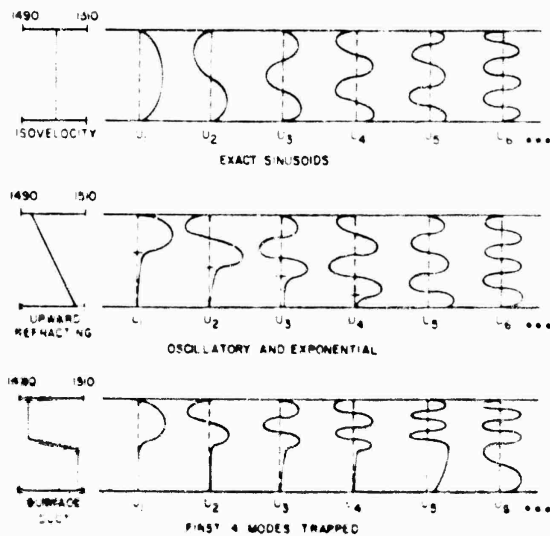 1490 1510
ISOVELOCITY
U1 U2 U3 U4 U5 U6 •••
EXACT SINUSOIDS
1490 1510
UPWARD
REFRACTING
U1 U2 U3 U4 U5 U6 •••
OSCILLATORY AND EXPONENTIAL
1490 1510
SURFACE
DUCT
U1 U2 U3 U4 U5 U6 •••
FIRST 4 MODES TRAPPED